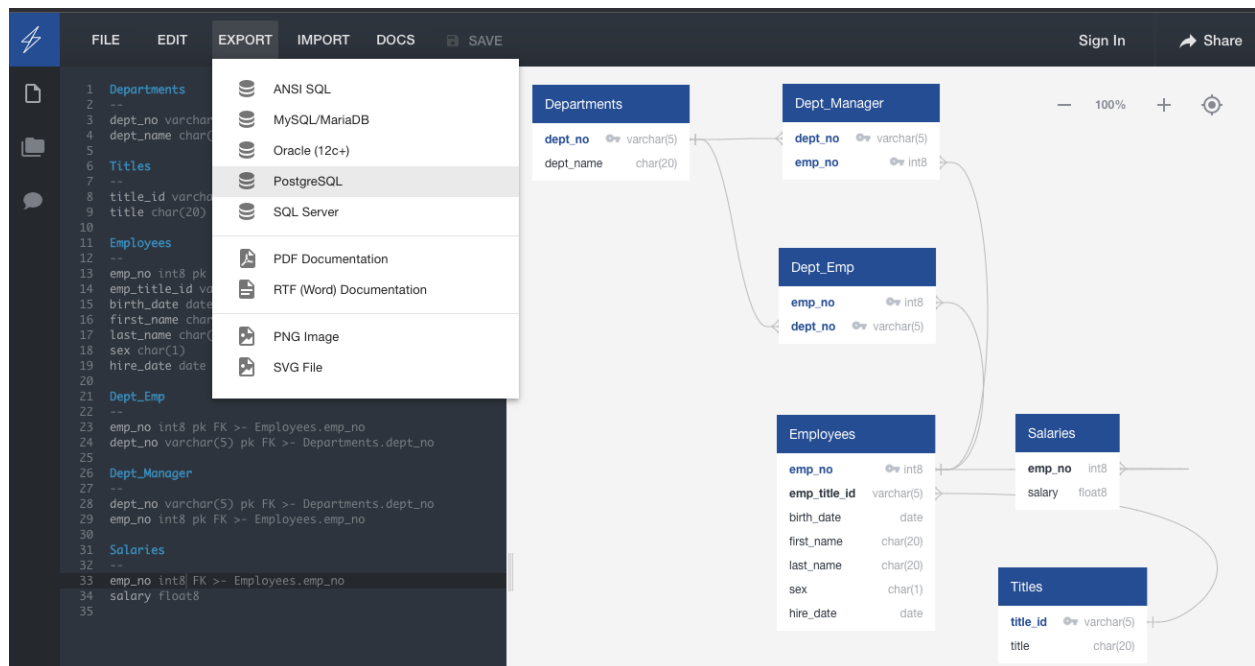 FILE EDIT EXPORT IMPORT DOCS SAVE Sign In Share
ANSI SQL
MySQL/MariaDB
Oracle (12c+)
PostgreSQL
SQL Server
PDF Documentation
RTF (Word) Documentation
PNG Image
SVG File
1 Departments
2 --
3 dept_no varchar
4 dept_name char(
5
6 Titles
7 --
8 title_id varcha
9 title char(20)
10
11 Employees
12 --
13 emp_no int8 pk
14 emp_title_id va
15 birth_date date
16 first_name char
17 last_name char(
18 sex char(1)
19 hire_date date
20
21 Dept_Emp
22 --
23 emp_no int8 pk FK >- Employees.emp_no
24 dept_no varchar(5) pk FK >- Departments.dept_no
25
26 Dept_Manager
27 --
28 dept_no varchar(5) pk FK >- Departments.dept_no
29 emp_no int8 pk FK >- Employees.emp_no
30
31 Salaries
32 --
33 emp_no int8 FK >- Employees.emp_no
34 salary float8
35
100%
Departments
dept_no varchar(5)
dept_name char(20)
Dept_Manager
dept_no varchar(5)
emp_no int8
Dept_Emp
emp_no int8
dept_no varchar(5)
Employees
emp_no int8
emp_title_id varchar(5)
birth_date date
first_name char(20)
last_name char(20)
sex char(1)
hire_date date
Salaries
emp_no int8
salary float8
Titles
title_id varchar(5)
title char(20)